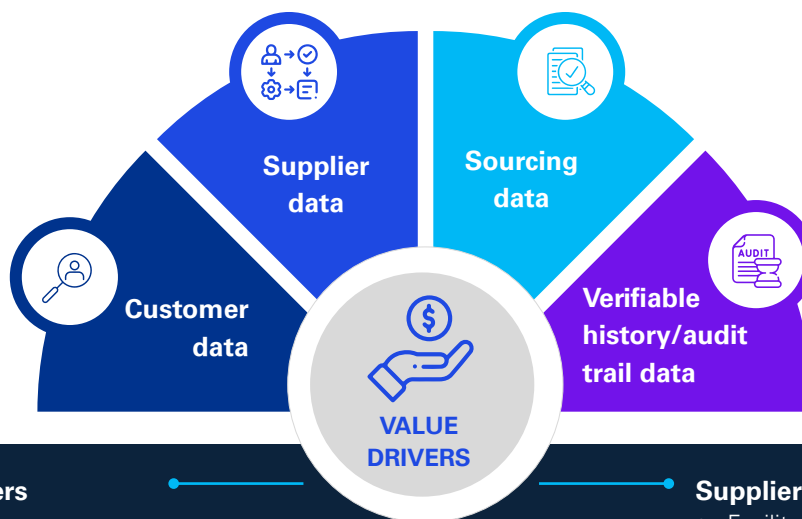 Supplier
data
Sourcing
data
Customer
data
Verifiable
history/audit
trail data
AUDIT
$
VALUE
DRIVERS
ers
Supplier